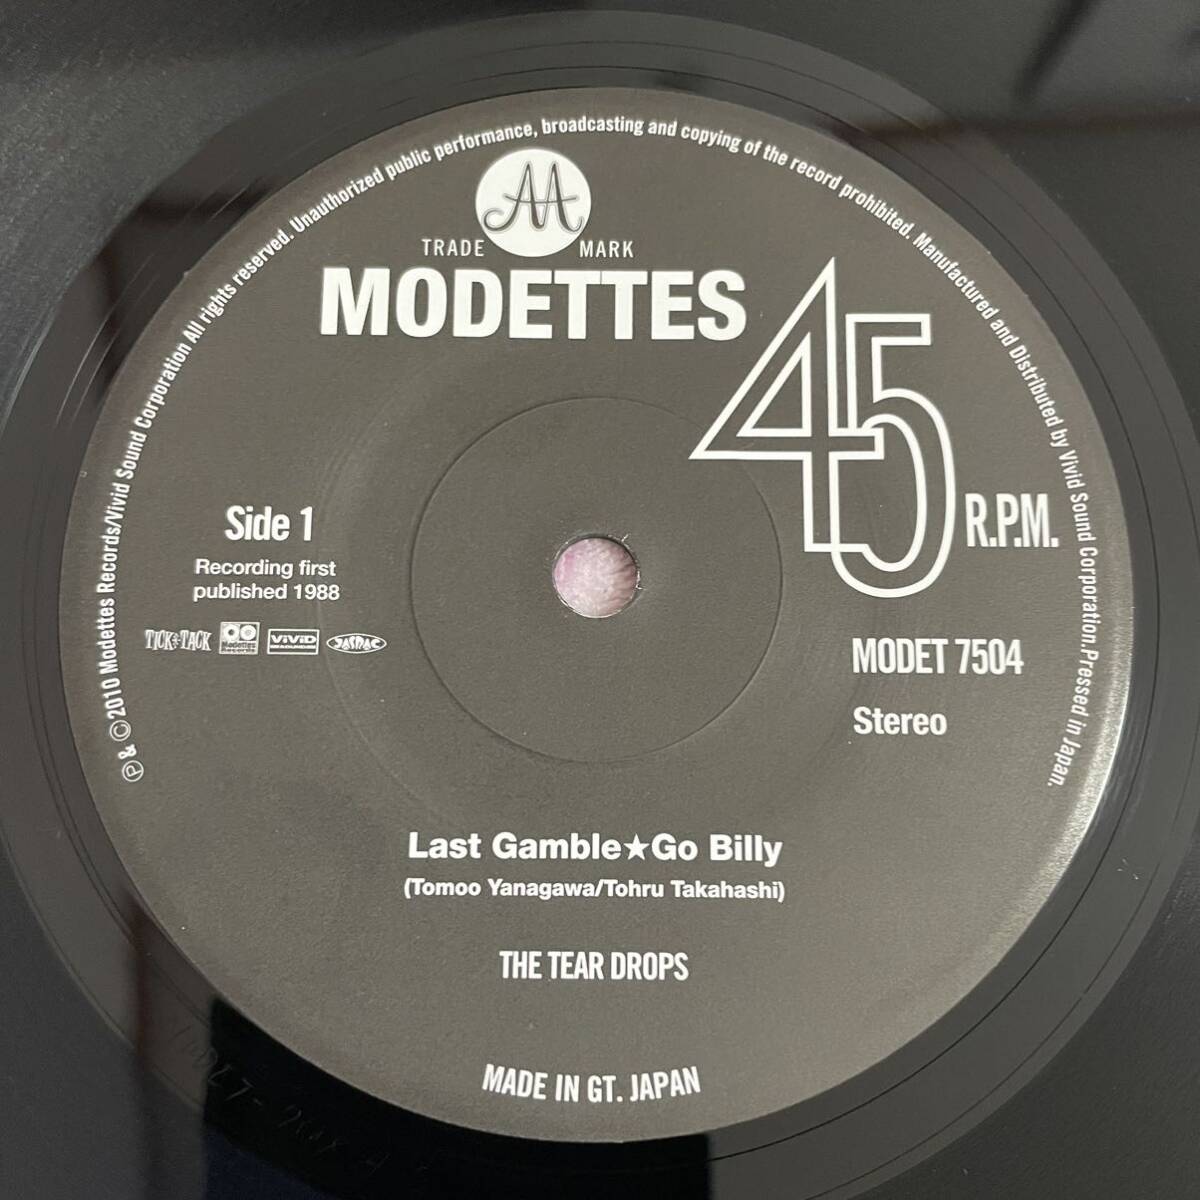 ℗ & ©2010 Modettes Records/Vivid Sound Corporation All rights reserved. Unauthorized public performance, broadcasting and copying of the record prohibited. Manufactured and Distributed by Vivid Sound Corporation. Pressed in Japan.
TRADE MARK
MODETTES
45 R.P.M.
Side 1
Recording first
published 1988
TICK TACK
ViViD
JASRAC
MODET 7504
Stereo
Last Gamble★Go Billy
(Tomoo Yanagawa/Tohru Takahashi)
THE TEAR DROPS
MADE IN GT. JAPAN